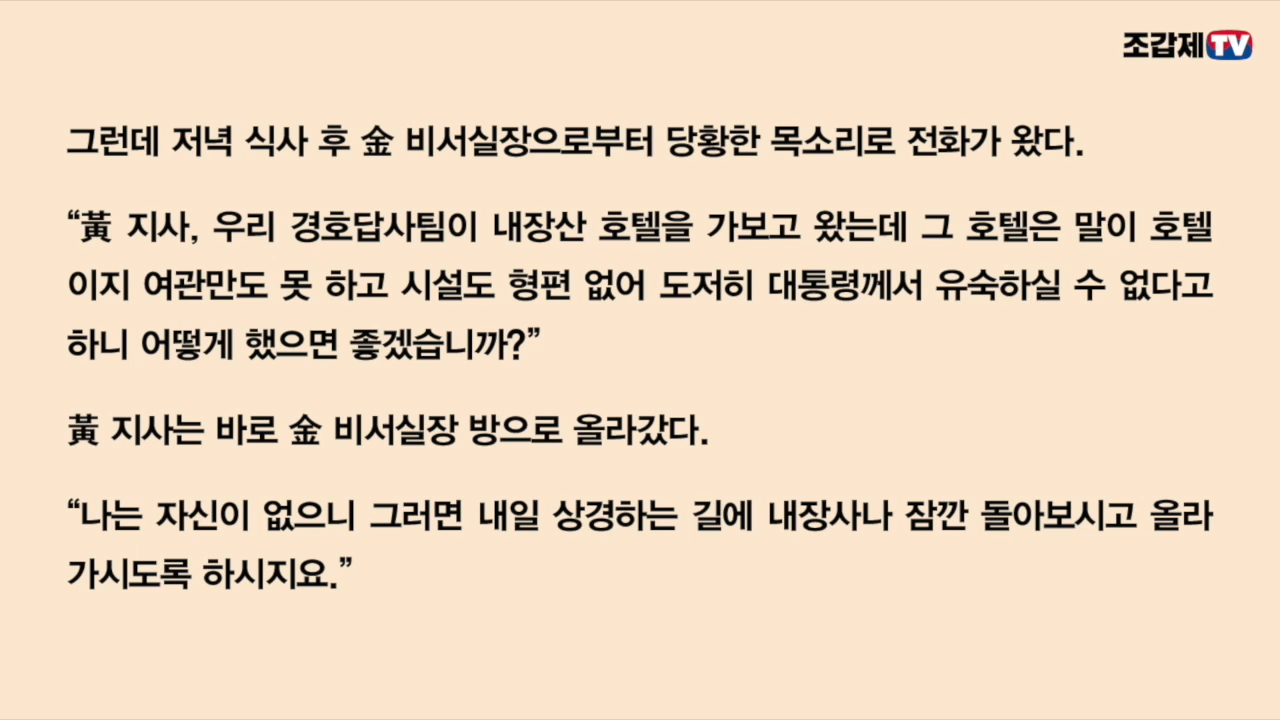 조갑제TV
그런데 저녁 식사 후 金 비서실장으로부터 당황한 목소리로 전화가 왔다.
“黃 지사, 우리 경호답사팀이 내장산 호텔을 가보고 왔는데 그 호텔은 말이 호텔
이지 여관만도 못 하고 시설도 형편 없어 도저히 대통령께서 유숙하실 수 없다고
하니 어떻게 했으면 좋겠습니까?”
黃 지사는 바로 金 비서실장 방으로 올라갔다.
“나는 자신이 없으니 그러면 내일 상경하는 길에 내장사나 잠깐 돌아보시고 올라
가시도록 하시지요.”